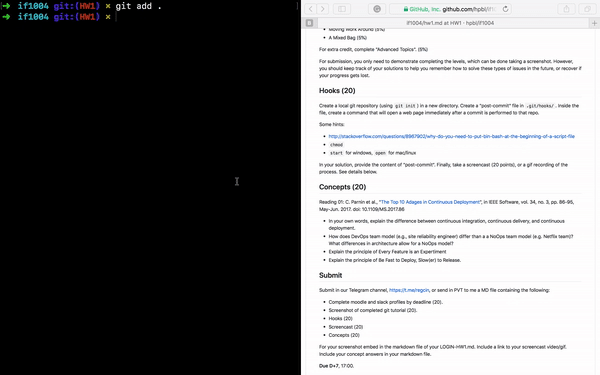 ➜ if1004 git:(HW1) ✗ git add .
➜ if1004 git:(HW1) ✗
GitHub, Inc. github.com/hpbl/if1004
if1004/hw1.md at HW1 · hpbl/if1004
• Moving Work Around (5%)
• A Mixed Bag (5%)
For extra credit, complete "Advanced Topics". (5%)
For submission, you only need to demonstrate completing the levels, which can be done taking a screenshot. However,
you should keep track of your solutions to help you remember how to solve these types of issues in the future, or recover if
your progress gets lost.
Hooks (20)
Create a local git repository (using git init) in a new directory. Create a "post-commit" file in .git/hooks/. Inside the
file, create a command that will open a web page immediately after a commit is performed to that repo.
Some hints:
• http://stackoverflow.com/questions/8967902/why-do-you-need-to-put-bin-bash-at-the-beginning-of-a-script-file
• chmod
• start for windows, open for mac/linux
In your solution, provide the content of "post-commit". Finally, take a screencast (20 points), or a gif recording of
the process. See details below.
Concepts (20)
Reading 01: C. Parnin et al., "The Top 10 Adages in Continuous Deployment", in IEEE Software, vol. 34, no. 3, pp. 86-95,
May-Jun. 2017. doi: 10.1109/MS.2017.86
• In your own words, explain the difference between continuous integration, continuous delivery, and continuous
deployment.
• How does DevOps team model (e.g., site reliability engineer) differ than a a NoOps team model (e.g. Netflix team)?
What differences in architecture allow for a NoOps model?
• Explain the principle of Every Feature is an Experiment
• Explain the principle of Be Fast to Deploy, Slow(er) to Release.
Submit
Submit in our Telegram channel, https://t.me/regcin, or send in PVT to me a MD file containing the following:
• Complete moodle and slack profiles by deadline (20).
• Screenshot of completed git tutorial (20).
• Hooks (20)
• Screencast (20)
• Concepts (20)
For your screenshot embed in the markdown file of your LOGIN-HW1.md. Include a link to your screencast video/gif.
Include your concept answers in your markdown file.
Due D+7, 17:00.